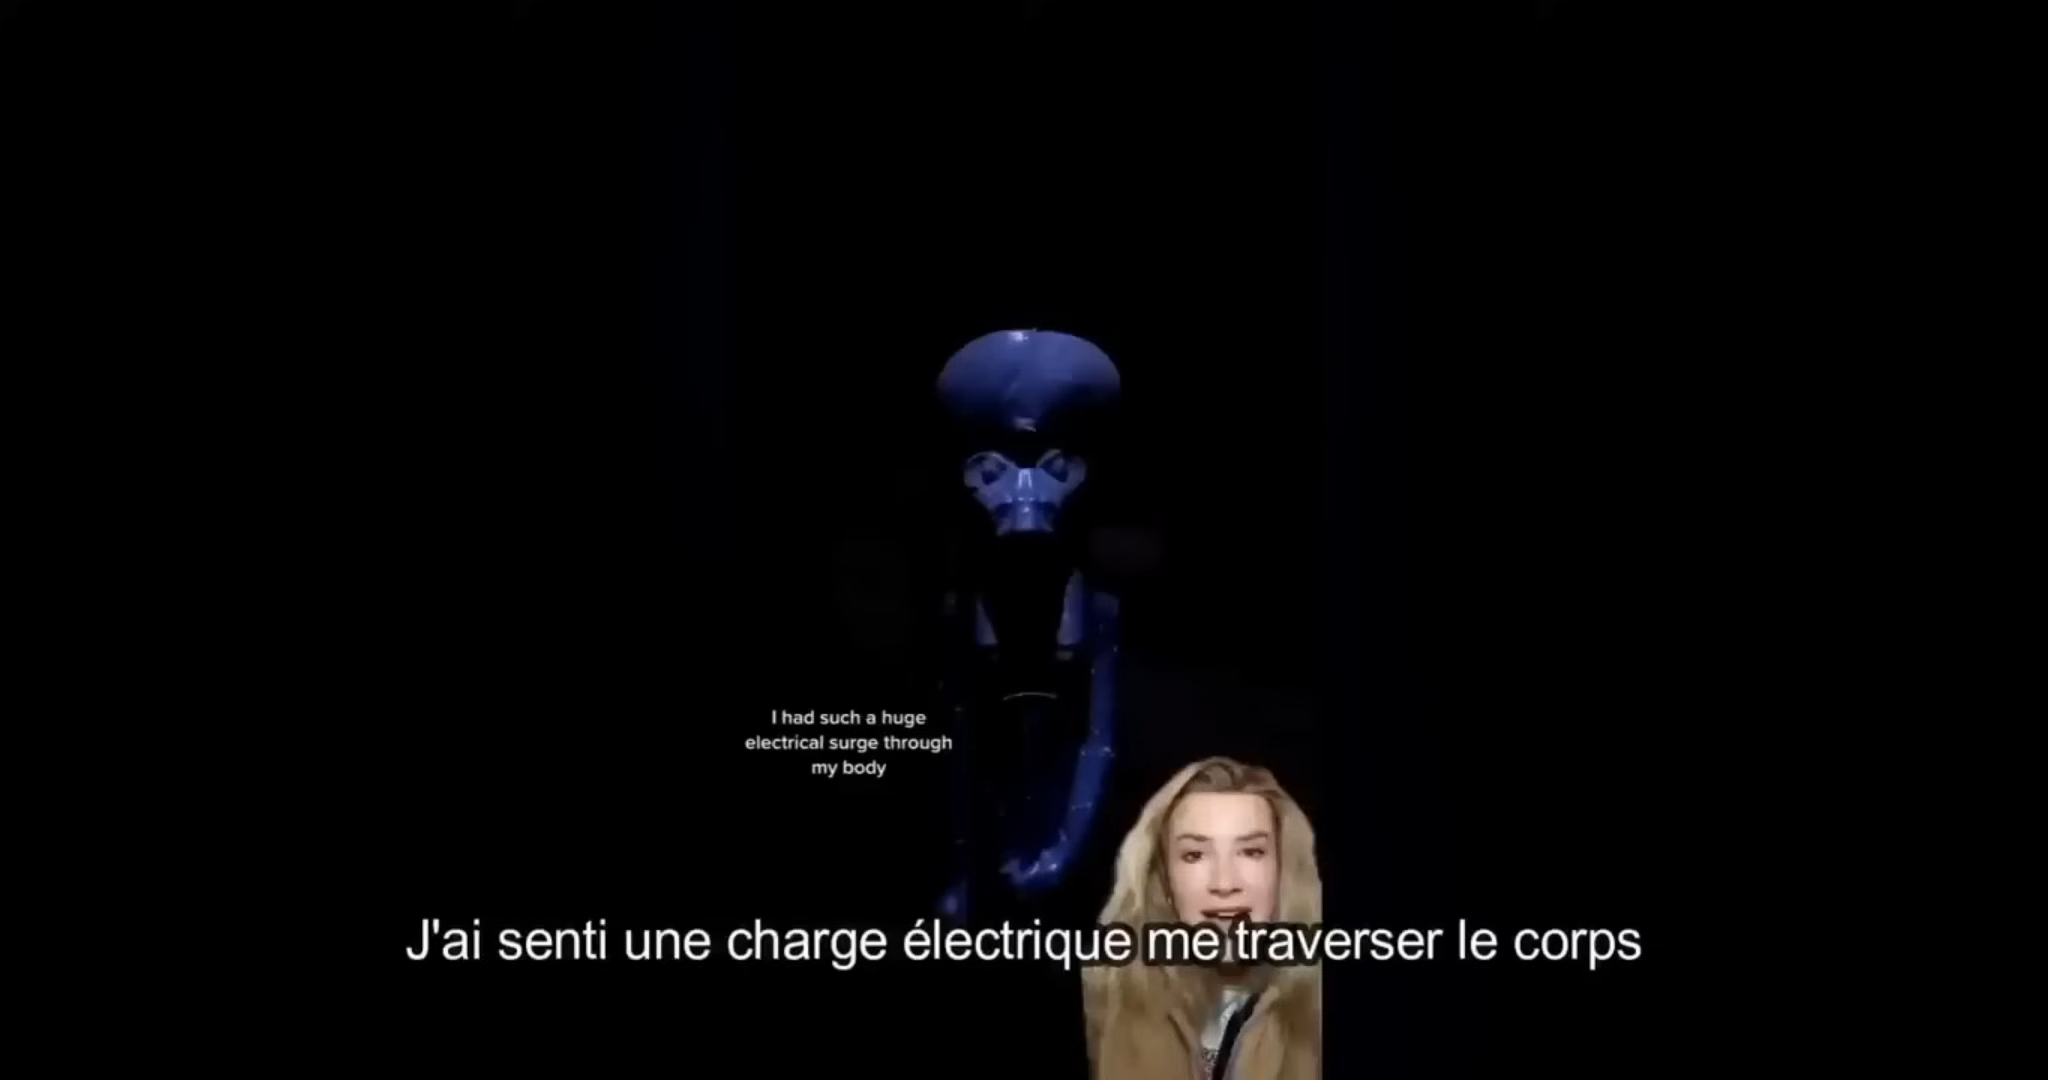 I had such a huge
electrical surge through
my body
J'ai senti une charge électrique me traverser le corps